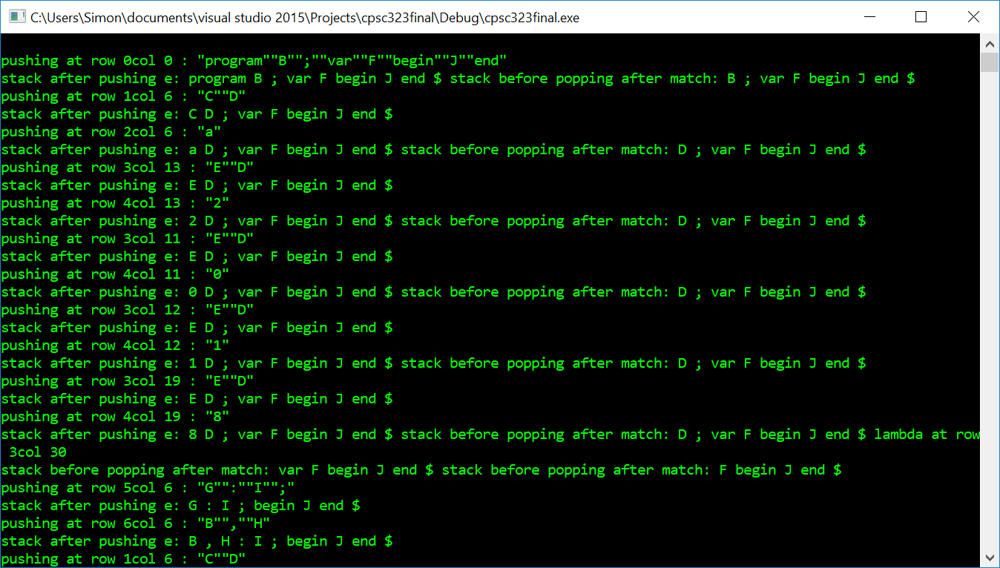 C:\Users\Simon\documents\visual studio 2015\Projects\cpsc323final\Debug\cpsc323final.exe
pushing at row 0col 0 : "program""B"";""var""F""begin""J""end"
stack after pushing e: program B ; var F begin J end $ stack before popping after match: B ; var F begin J end $
pushing at row 1col 6 : "C""D"
stack after pushing e: C D ; var F begin J end $
pushing at row 2col 6 : "a"
stack after pushing e: a D ; var F begin J end $ stack before popping after match: D ; var F begin J end $
pushing at row 3col 13 : "E""D"
stack after pushing e: E D ; var F begin J end $
pushing at row 4col 13 : "2"
stack after pushing e: 2 D ; var F begin J end $ stack before popping after match: D ; var F begin J end $
pushing at row 3col 11 : "E""D"
stack after pushing e: E D ; var F begin J end $
pushing at row 4col 11 : "0"
stack after pushing e: 0 D ; var F begin J end $ stack before popping after match: D ; var F begin J end $
pushing at row 3col 12 : "E""D"
stack after pushing e: E D ; var F begin J end $
pushing at row 4col 12 : "1"
stack after pushing e: 1 D ; var F begin J end $ stack before popping after match: D ; var F begin J end $
pushing at row 3col 19 : "E""D"
stack after pushing e: E D ; var F begin J end $
pushing at row 4col 19 : "8"
stack after pushing e: 8 D ; var F begin J end $ stack before popping after match: D ; var F begin J end $ lambda at row
 3col 30
stack before popping after match: var F begin J end $ stack before popping after match: F begin J end $
pushing at row 5col 6 : "G"":""I"";"
stack after pushing e: G : I ; begin J end $
pushing at row 6col 6 : "B"",""H"
stack after pushing e: B , H : I ; begin J end $
pushing at row 1col 6 : "C""D"